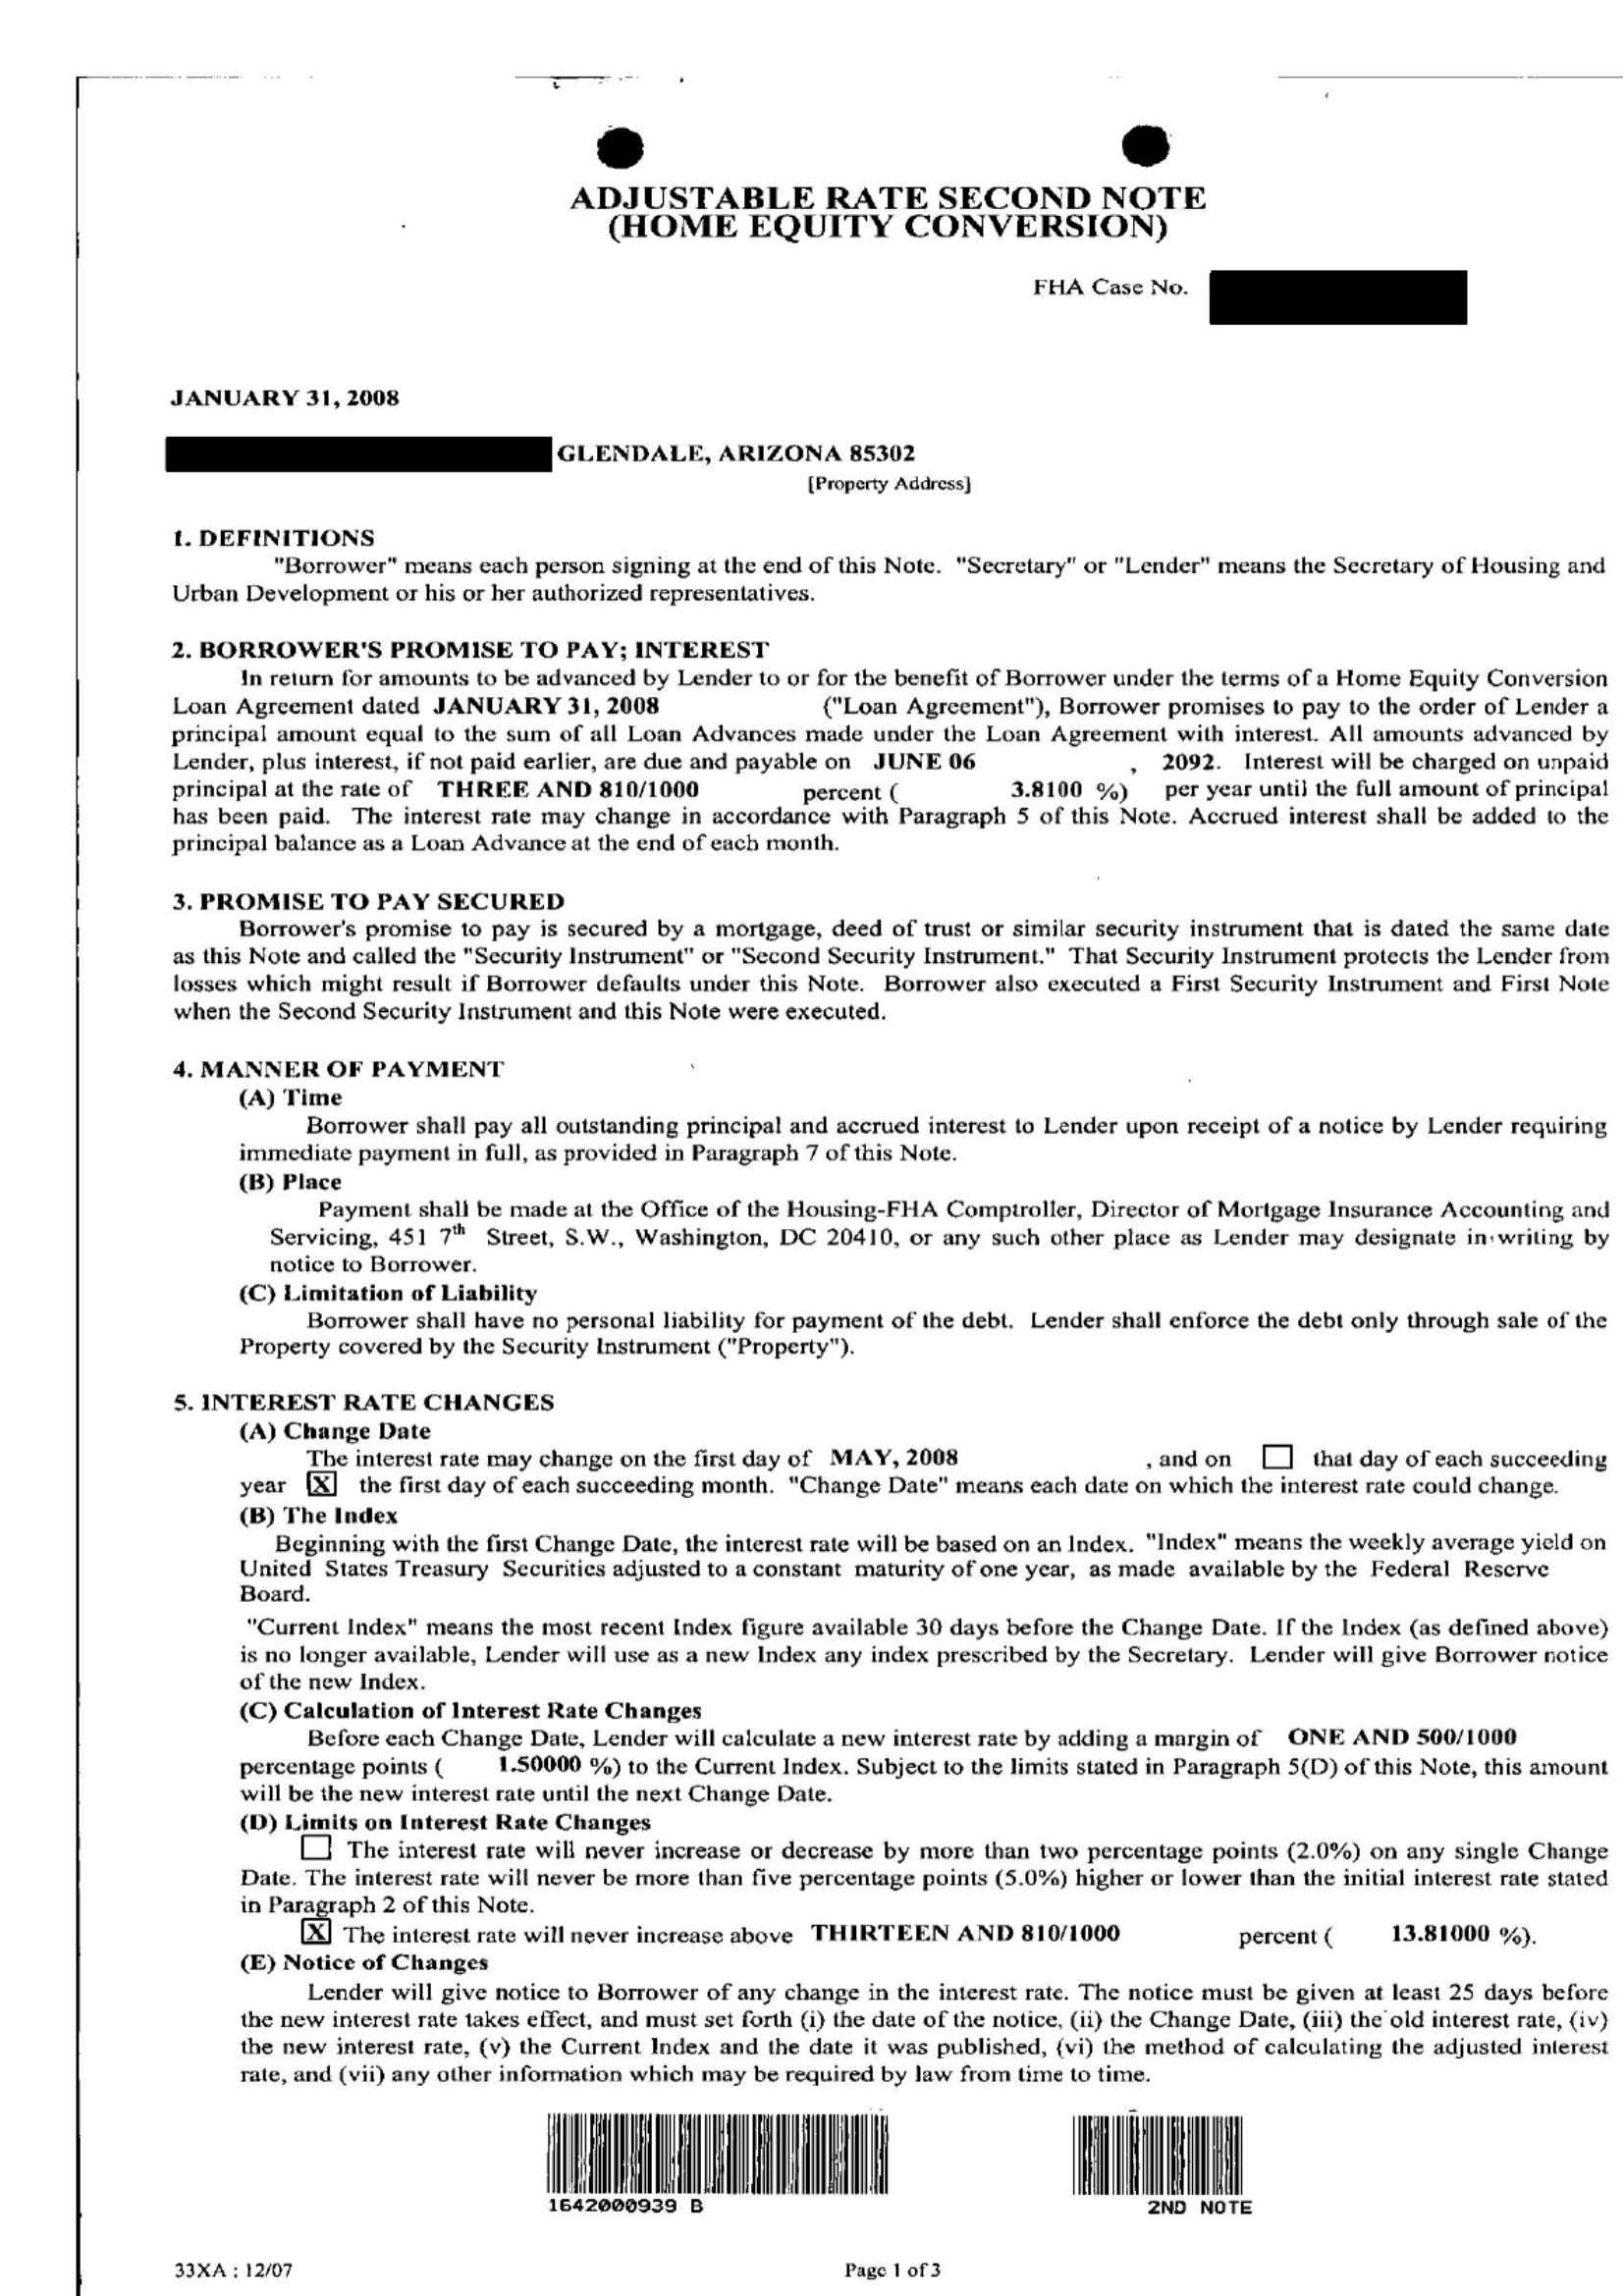 ADJUSTABLE RATE SECOND NOTE
(HOME EQUITY CONVERSION)
FHA Case No.
JANUARY 31, 2008
GLENDALE, ARIZONA 85302
[Property Address]
1. DEFINITIONS
"Borrower" means each person signing at the end of this Note. "Secretary" or "Lender" means the Secretary of Housing and
Urban Development or his or her authorized representatives.
2. BORROWER'S PROMISE TO PAY; INTEREST
In return for amounts to be advanced by Lender to or for the benefit of Borrower under the terms of a Home Equity Conversion
Loan Agreement dated JANUARY 31, 2008 ("Loan Agreement"), Borrower promises to pay to the order of Lender a
principal amount equal to the sum of all Loan Advances made under the Loan Agreement with interest. All amounts advanced by
Lender, plus interest, if not paid earlier, are due and payable on JUNE 06 , 2092. Interest will be charged on unpaid
principal at the rate of THREE AND 810/1000 percent ( 3.8100 %) per year until the full amount of principal
has been paid. The interest rate may change in accordance with Paragraph 5 of this Note. Accrued interest shall be added to the
principal balance as a Loan Advance at the end of each month.
3. PROMISE TO PAY SECURED
Borrower's promise to pay is secured by a mortgage, deed of trust or similar security instrument that is dated the same date
as this Note and called the "Security Instrument" or "Second Security Instrument." That Security Instrument protects the Lender from
losses which might result if Borrower defaults under this Note. Borrower also executed a First Security Instrument and First Note
when the Second Security Instrument and this Note were executed.
4. MANNER OF PAYMENT
(A) Time
Borrower shall pay all outstanding principal and accrued interest to Lender upon receipt of a notice by Lender requiring
immediate payment in full, as provided in Paragraph 7 of this Note.
(B) Place
Payment shall be made at the Office of the Housing-FHA Comptroller, Director of Mortgage Insurance Accounting and
Servicing, 451 7th Street, S.W., Washington, DC 20410, or any such other place as Lender may designate in writing by
notice to Borrower.
(C) Limitation of Liability
Borrower shall have no personal liability for payment of the debt. Lender shall enforce the debt only through sale of the
Property covered by the Security Instrument ("Property").
5. INTEREST RATE CHANGES
(A) Change Date
The interest rate may change on the first day of MAY, 2008 , and on ☐ that day of each succeeding
year [X] the first day of each succeeding month. "Change Date" means each date on which the interest rate could change.
(B) The Index
Beginning with the first Change Date, the interest rate will be based on an Index. "Index" means the weekly average yield on
United States Treasury Securities adjusted to a constant maturity of one year, as made available by the Federal Reserve
Board.
"Current Index" means the most recent Index figure available 30 days before the Change Date. If the Index (as defined above)
is no longer available, Lender will use as a new Index any index prescribed by the Secretary. Lender will give Borrower notice
of the new Index.
(C) Calculation of Interest Rate Changes
Before each Change Date, Lender will calculate a new interest rate by adding a margin of ONE AND 500/1000
percentage points ( 1.50000 %) to the Current Index. Subject to the limits stated in Paragraph 5(D) of this Note, this amount
will be the new interest rate until the next Change Date.
(D) Limits on Interest Rate Changes
☐ The interest rate will never increase or decrease by more than two percentage points (2.0%) on any single Change
Date. The interest rate will never be more than five percentage points (5.0%) higher or lower than the initial interest rate stated
in Paragraph 2 of this Note.
[X] The interest rate will never increase above THIRTEEN AND 810/1000 percent ( 13.81000 %).
(E) Notice of Changes
Lender will give notice to Borrower of any change in the interest rate. The notice must be given at least 25 days before
the new interest rate takes effect, and must set forth (i) the date of the notice, (ii) the Change Date, (iii) the old interest rate, (iv)
the new interest rate, (v) the Current Index and the date it was published, (vi) the method of calculating the adjusted interest
rate, and (vii) any other information which may be required by law from time to time.
1642000939 B
2ND NOTE
33XA : 12/07
Page 1 of 3